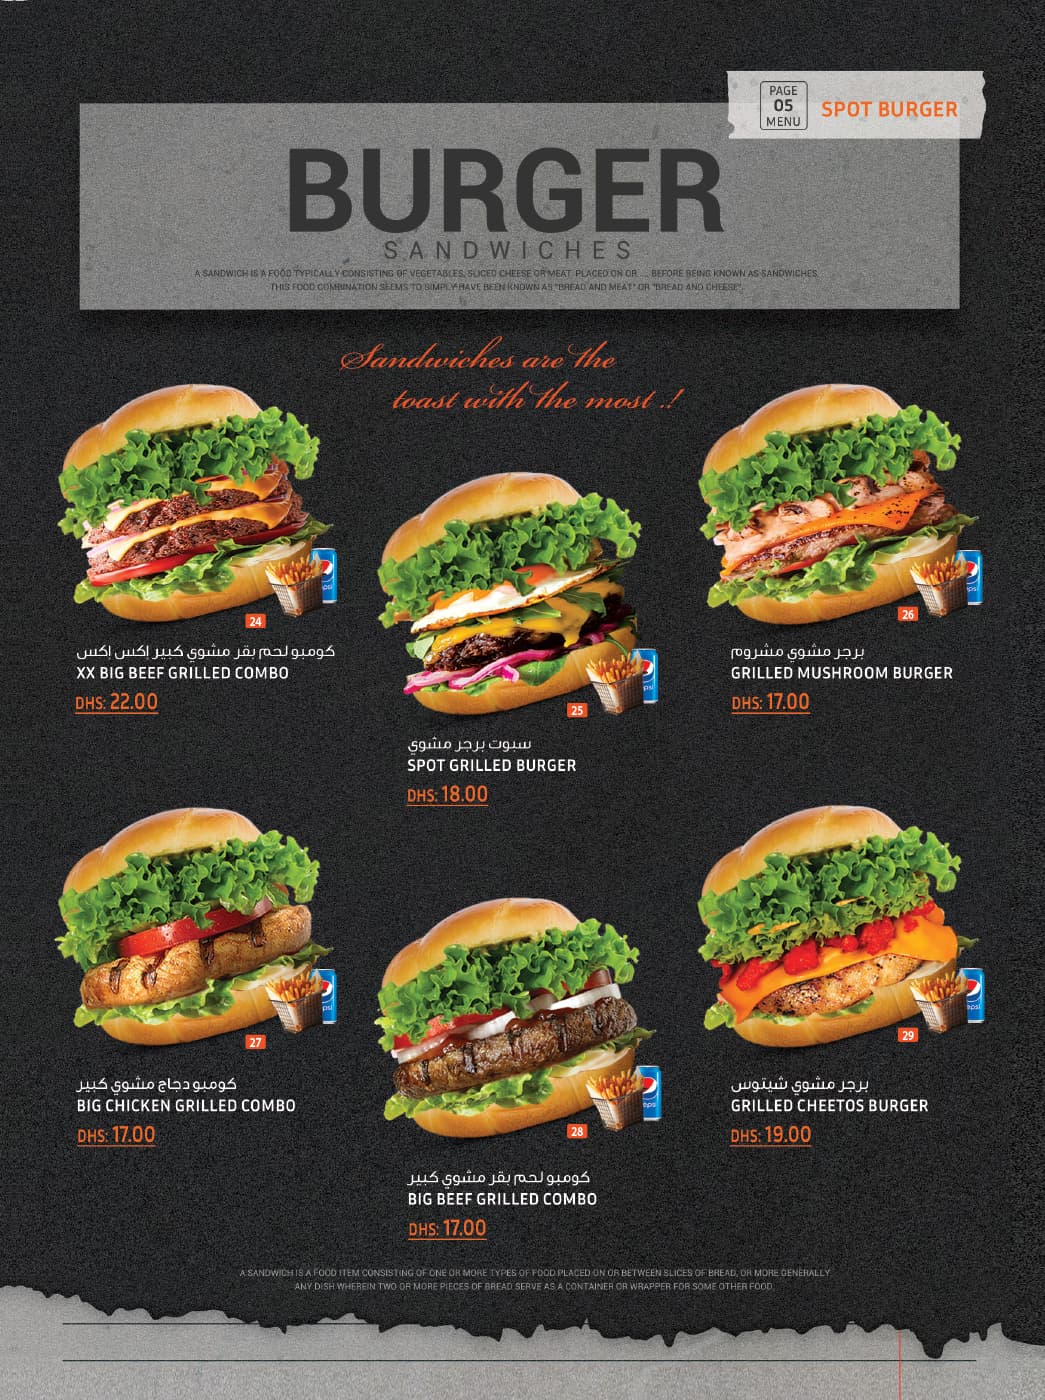 PAGE
05
MENU
SPOT BURGER
BURGER
SANDWICHES
A SANDWICH IS A FOOD TYPICALLY CONSISTING OF VEGETABLES, SLICED CHEESE OR MEAT, PLACED ON OR .... BEFORE BEING KNOWN AS SANDWICHES,
THIS FOOD COMBINATION SEEMS TO SIMPLY HAVE BEEN KNOWN AS "BREAD AND MEAT" OR "BREAD AND CHEESE".
Sandwiches are the
toast with the most .!
24
كومبو لحم بقر مشوي كبير إكس إكس
XX BIG BEEF GRILLED COMBO
DHS: 22.00
pepsi
25
سبوت برجر مشوي
SPOT GRILLED BURGER
DHS: 18.00
26
برجر مشوي مشروم
GRILLED MUSHROOM BURGER
DHS: 17.00
27
كومبو دجاج مشوي كبير
BIG CHICKEN GRILLED COMBO
DHS: 17.00
28
كومبو لحم بقر مشوي كبير
BIG BEEF GRILLED COMBO
DHS: 17.00
29
برجر مشوي شيتوس
GRILLED CHEETOS BURGER
DHS: 19.00
A SANDWICH IS A FOOD ITEM CONSISTING OF ONE OR MORE TYPES OF FOOD PLACED ON OR BETWEEN SLICES OF BREAD, OR MORE GENERALLY
ANY DISH WHEREIN TWO OR MORE PIECES OF BREAD SERVE AS A CONTAINER OR WRAPPER FOR SOME OTHER FOOD.